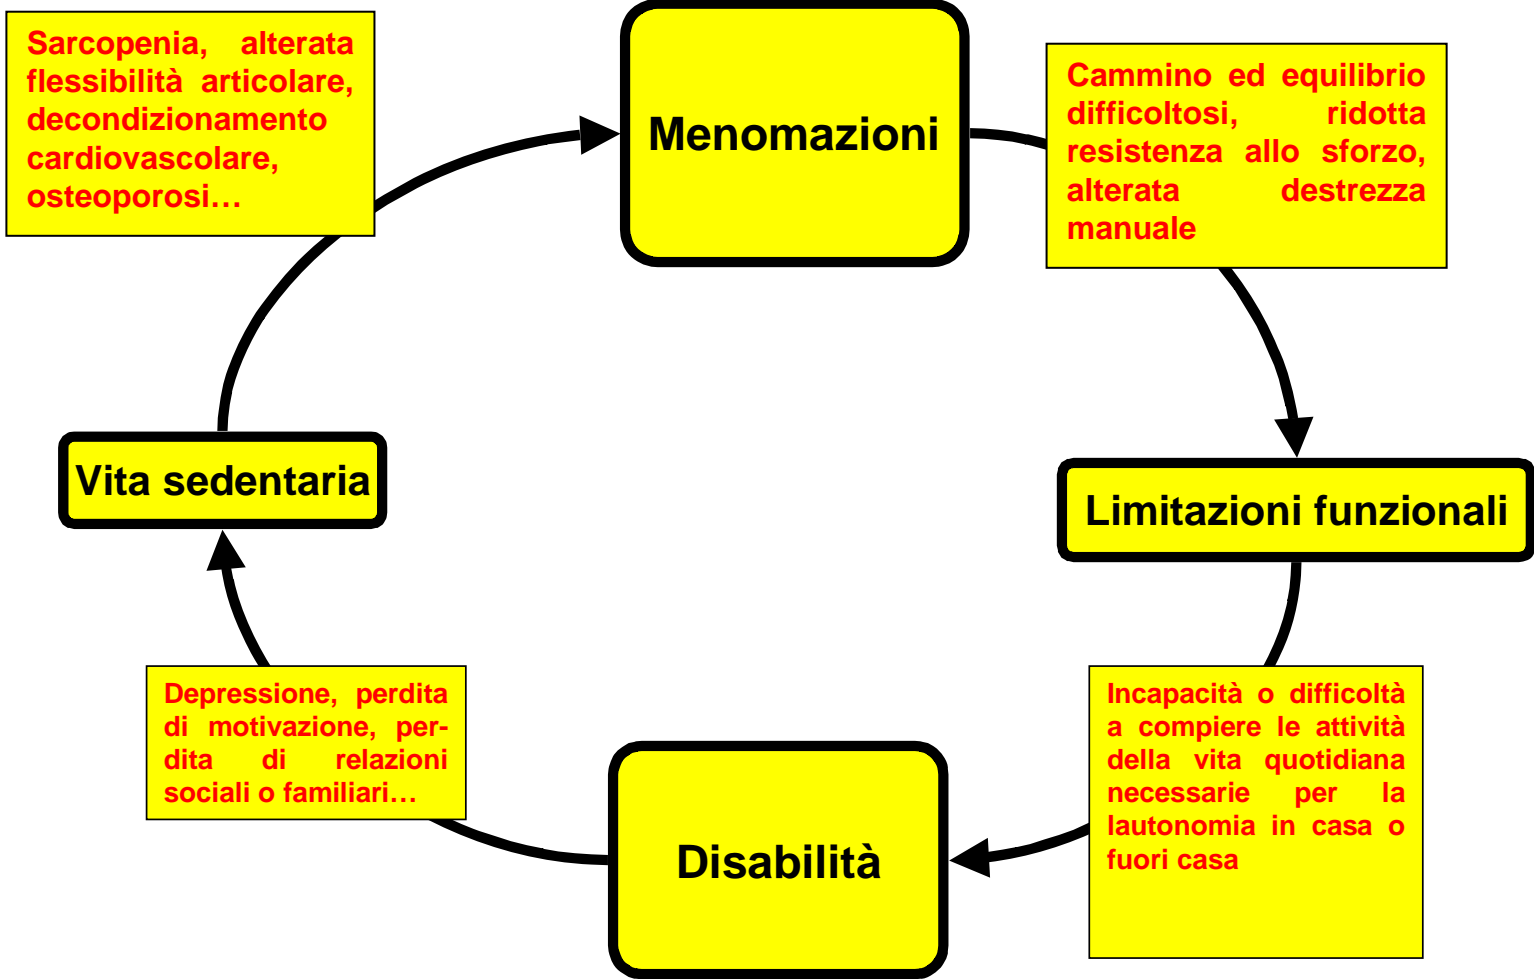 Sarcopenia, alterata
flessibilità articolare,
decondizionamento
cardiovascolare,
osteoporosi…
Menomazioni
Cammino ed equilibrio
difficoltosi, ridotta
resistenza allo sforzo,
alterata destrezza
manuale
Vita sedentaria
Limitazioni funzionali
Depressione, perdita
di motivazione, per-
dita di relazioni
sociali o familiari…
Disabilità
Incapacità o difficoltà
a compiere le attività
della vita quotidiana
necessarie per la
lautonomia in casa o
fuori casa